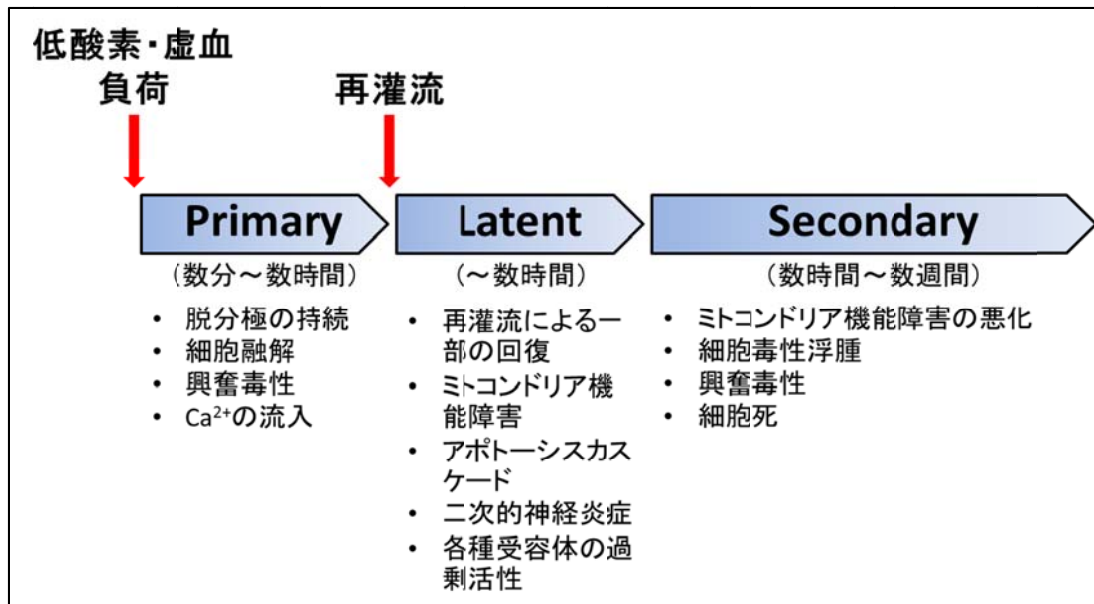 低酸素・虚血
負荷
再灌流
Primary
(数分～数時間)
• 脱分極の持続
• 細胞融解
• 興奮毒性
• Ca²⁺の流入
Latent
(～数時間)
• 再灌流による一
部の回復
• ミトコンドリア機
能障害
• アポトーシスカス
ケード
• 二次的神経炎症
• 各種受容体の過
剰活性
Secondary
(数時間～数週間)
• ミトコンドリア機能障害の悪化
• 細胞毒性浮腫
• 興奮毒性
• 細胞死